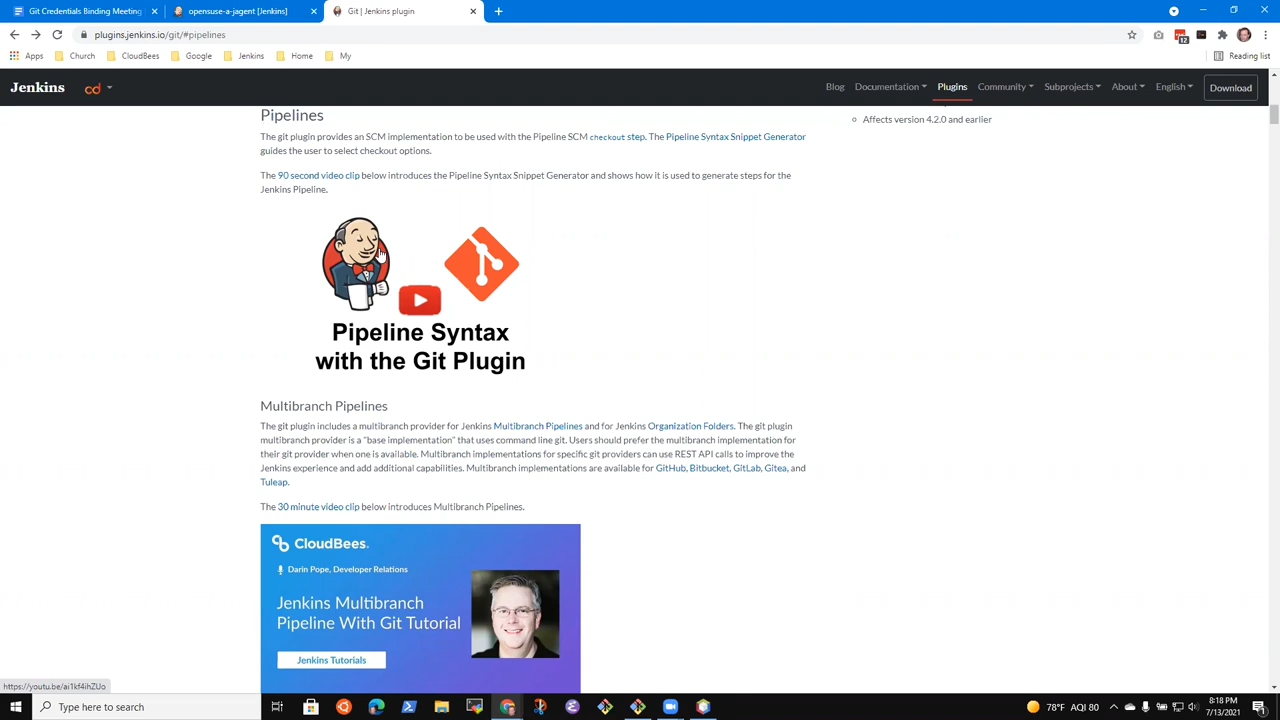 Git Credentials Binding Meeting
opensuse-a-jagent [Jenkins]
Git | Jenkins plugin
plugins.jenkins.io/git/#pipelines
12
Apps
Church
CloudBees
Google
Jenkins
Home
My
Reading list
Jenkins
cd
Blog
Documentation
Plugins
Community
Subprojects
About
English
Download
Pipelines
Affects version 4.2.0 and earlier
The git plugin provides an SCM implementation to be used with the Pipeline SCM checkout step. The Pipeline Syntax Snippet Generator
guides the user to select checkout options.
The 90 second video clip below introduces the Pipeline Syntax Snippet Generator and shows how it is used to generate steps for the
Jenkins Pipeline.
Pipeline Syntax
with the Git Plugin
Multibranch Pipelines
The git plugin includes a multibranch provider for Jenkins Multibranch Pipelines and for Jenkins Organization Folders. The git plugin
multibranch provider is a "base implementation" that uses command line git. Users should prefer the multibranch implementation for
their git provider when one is available. Multibranch implementations for specific git providers can use REST API calls to improve the
Jenkins experience and add additional capabilities. Multibranch implementations are available for GitHub, Bitbucket, GitLab, Gitea, and
Tuleap.
The 30 minute video clip below introduces Multibranch Pipelines.
CloudBees.
Darin Pope, Developer Relations
Jenkins Multibranch
Pipeline With Git Tutorial
Jenkins Tutorials
https://youtu.be/ai1kf4ihZUo
Type here to search
78°F AQI 80
8:18 PM
7/13/2021
1